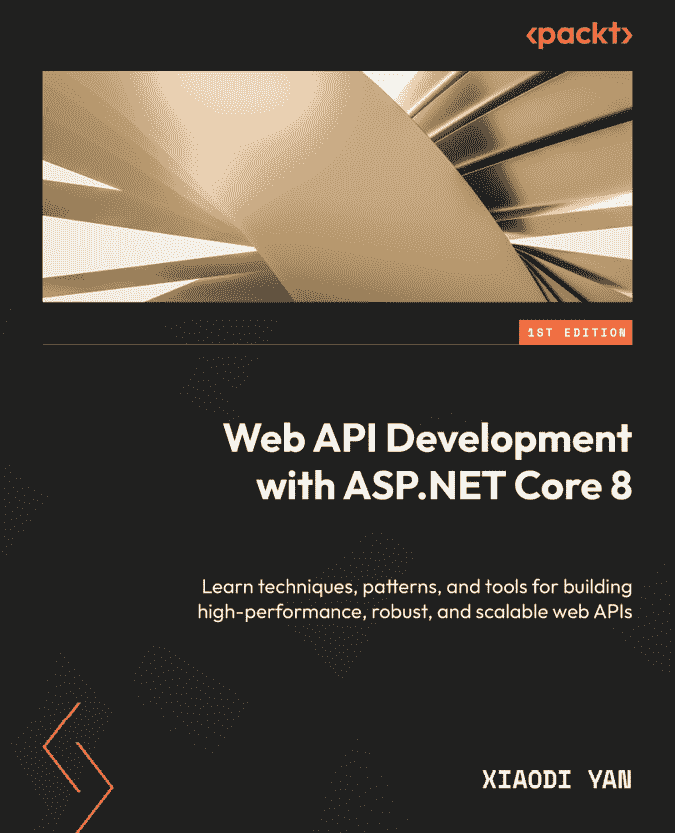 <packt>
1ST EDITION
Web API Development
with ASP.NET Core 8
Learn techniques, patterns, and tools for building
high-performance, robust, and scalable web APIs
XIAODI YAN